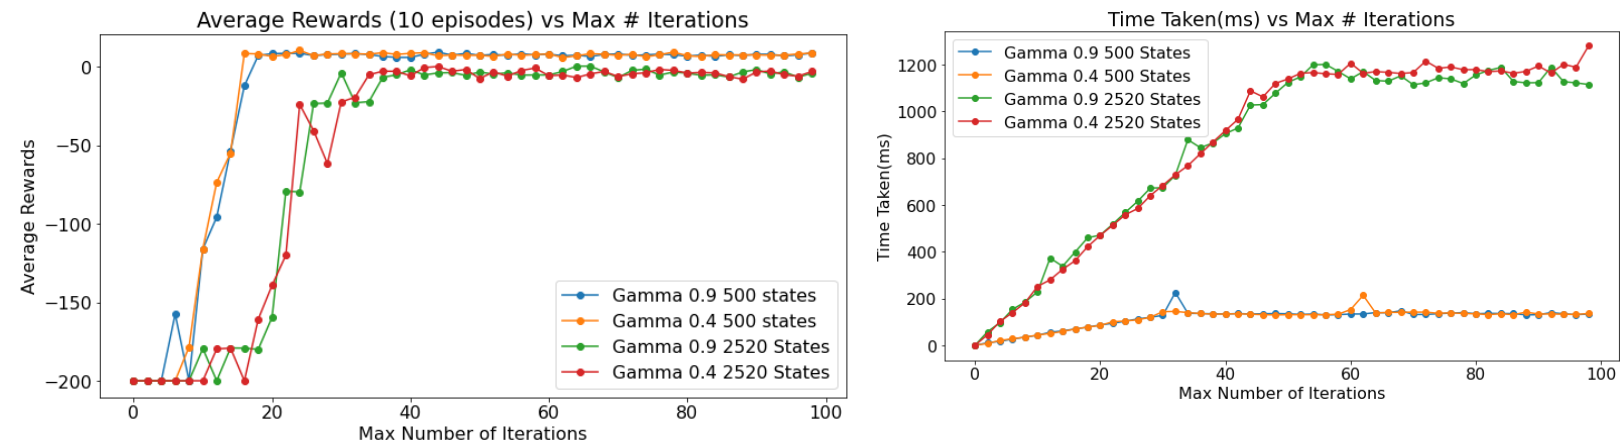 Average Rewards (10 episodes) vs Max # Iterations
Average Rewards
0
−50
−100
−150
−200
0 20 40 60 80 100
Max Number of Iterations
Gamma 0.9 500 states
Gamma 0.4 500 states
Gamma 0.9 2520 States
Gamma 0.4 2520 States
Time Taken(ms) vs Max # Iterations
Time Taken(ms)
1200
1000
800
600
400
200
0
0 20 40 60 80 100
Max Number of Iterations
Gamma 0.9 500 States
Gamma 0.4 500 States
Gamma 0.9 2520 States
Gamma 0.4 2520 States